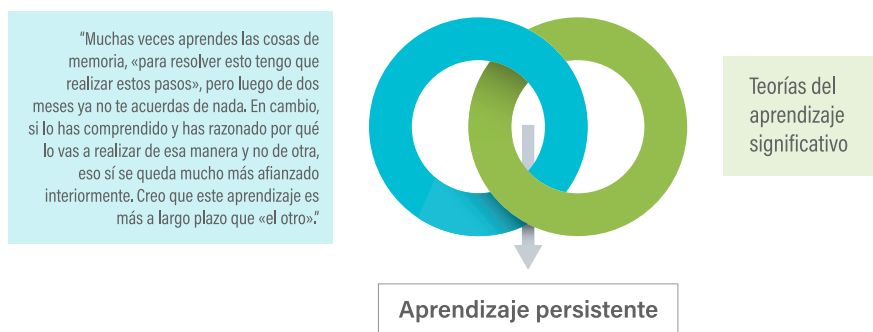 “Muchas veces aprendes las cosas de
memoria, «para resolver esto tengo que
realizar estos pasos», pero luego de dos
meses ya no te acuerdas de nada. En cambio,
si lo has comprendido y has razonado por qué
lo vas a realizar de esa manera y no de otra,
eso sí se queda mucho más afianzado
interiormente. Creo que este aprendizaje es
más a largo plazo que «el otro».”
Teorías del
aprendizaje
significativo
Aprendizaje persistente